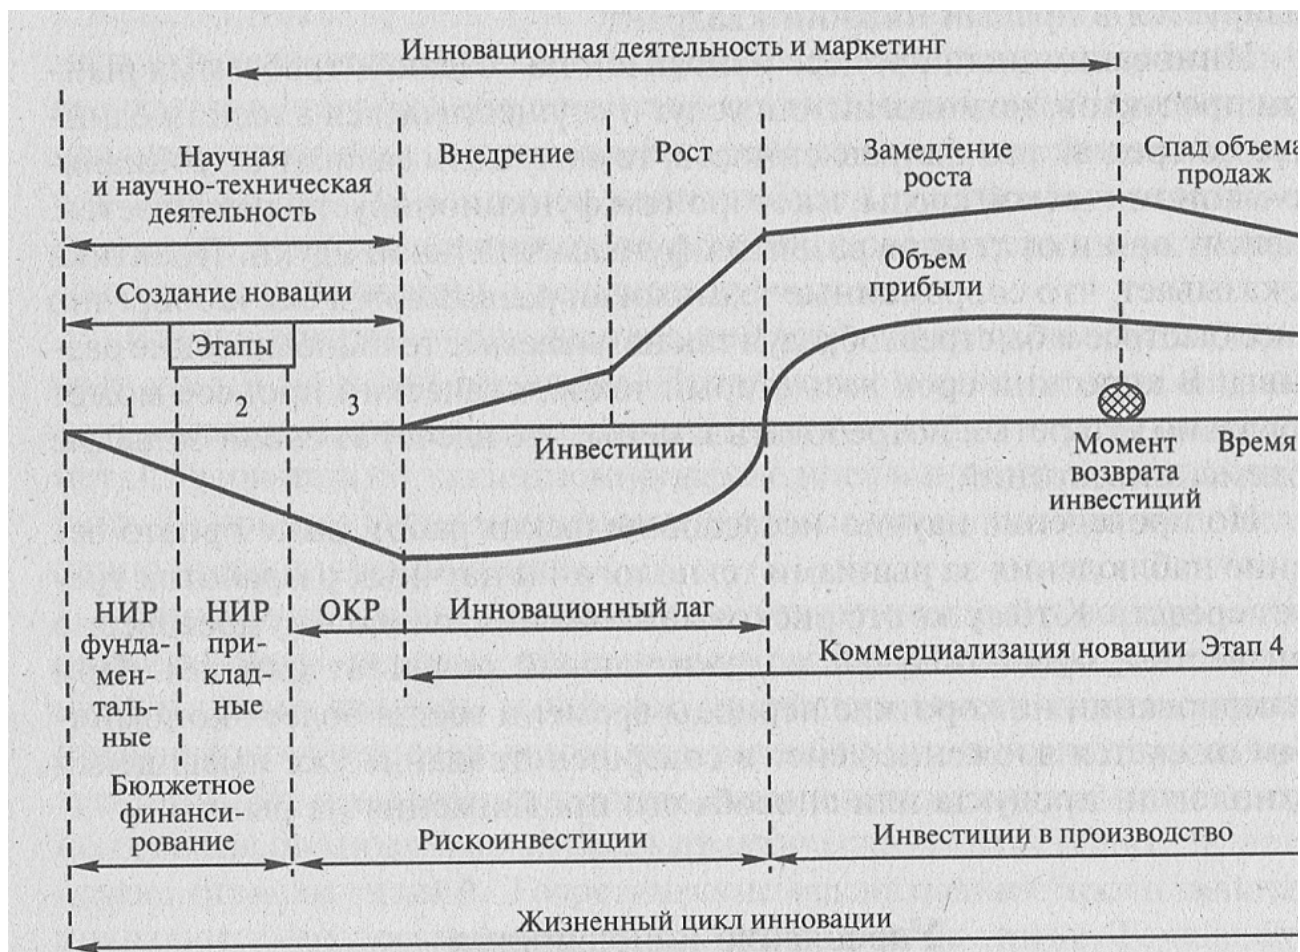 Инновационная деятельность и маркетинг
Научная
и научно-техническая
деятельность
Внедрение
Рост
Замедление
роста
Спад объема
продаж
Создание новации
Объем
прибыли
Этапы
1
2
3
Инвестиции
Момент
возврата
инвестиций
Время
НИР
фунда-
мен-
таль-
ные
НИР
при-
клад-
ные
ОКР
Инновационный лаг
Коммерциализация новации Этап 4
Бюджетное
финанси-
рование
Рискоинвестиции
Инвестиции в производство
Жизненный цикл инновации